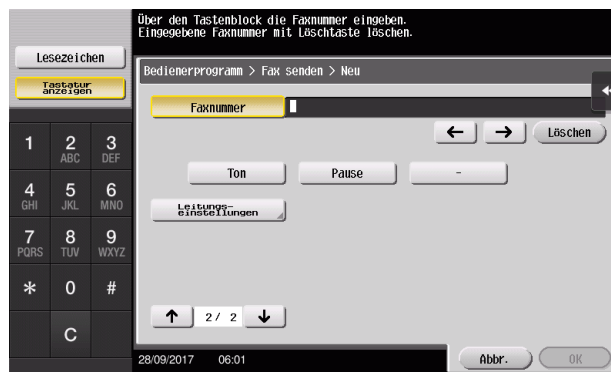 Über den Tastenblock die Faxnummer eingeben.
Eingegebene Faxnummer mit Löschtaste löschen.
Lesezeichen
Tastatur
anzeigen
Bedienerprogramm > Fax senden > Neu
Faxnummer
← → Löschen
1 2 3
ABC DEF
Ton Pause -
4 5 6
GHI JKL MNO
Leitungs-
einstellungen
7 8 9
PQRS TUV WXYZ
* 0 #
↑ 2/ 2 ↓
C
28/09/2017 06:01
Abbr. OK